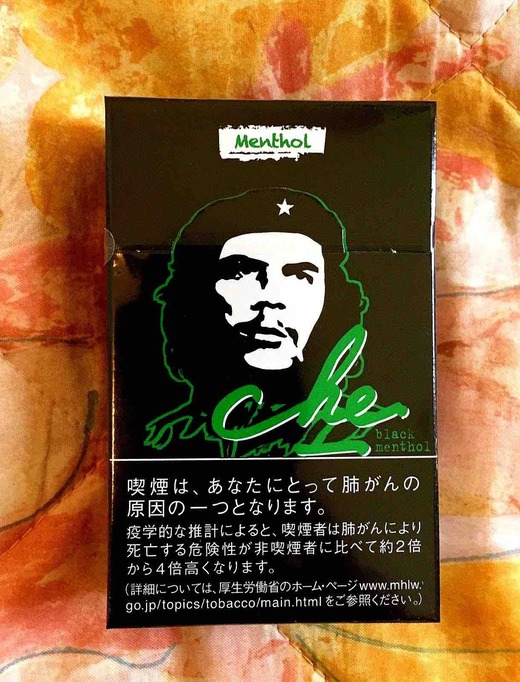 Menthol
che
black
menthol
喫煙は、あなたにとって肺がんの
原因の一つとなります。
疫学的な推計によると、喫煙者は肺がんにより
死亡する危険性が非喫煙者に比べて約2倍
から4倍高くなります。
(詳細については、厚生労働省のホーム・ページwww.mhlw.
go.jp/topics/tobacco/main.htmlをご参照ください。)